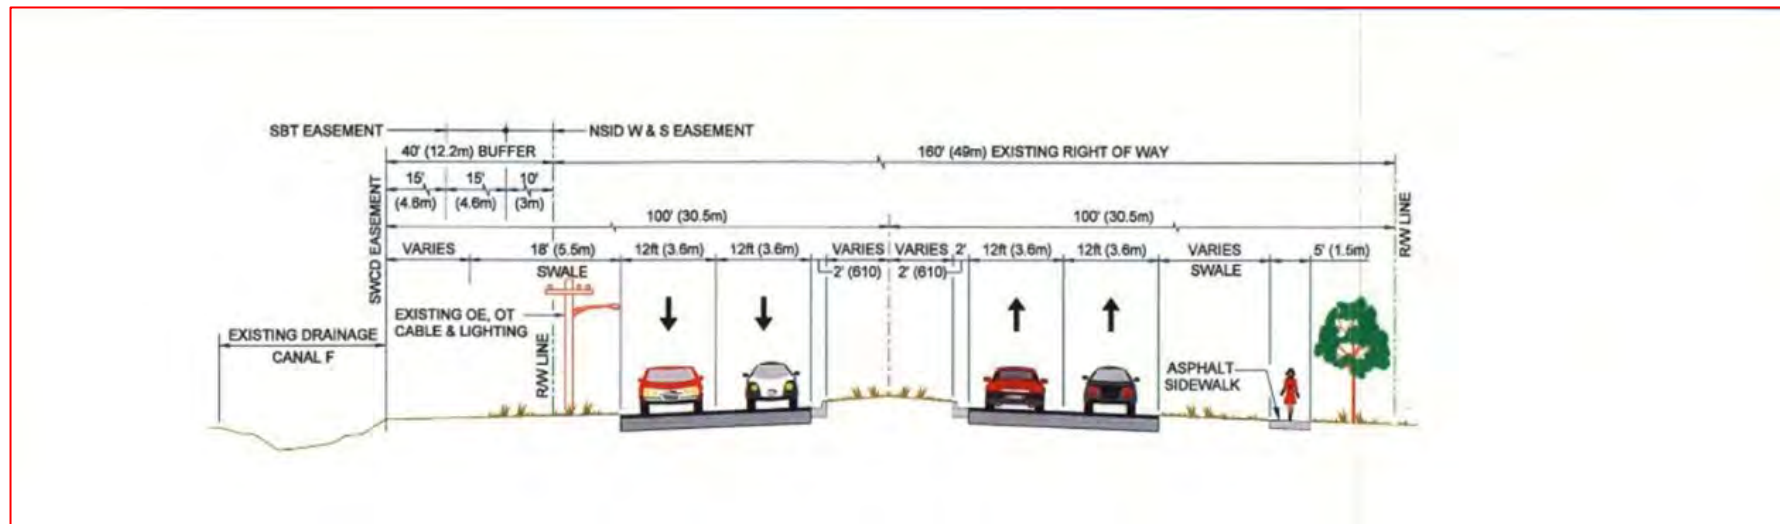 SBT EASEMENT
NSID W & S EASEMENT
40' (12.2m) BUFFER
160' (49m) EXISTING RIGHT OF WAY
15' 15' 10'
(4.6m) (4.6m) (3m)
SWCD EASEMENT
R/W LINE
100' (30.5m) 100' (30.5m)
VARIES 18' (5.5m) 12ft (3.6m) 12ft (3.6m) VARIES VARIES 2' 12ft (3.6m) 12ft (3.6m) VARIES 5' (1.5m)
SWALE 2' (610) 2' (610) SWALE
EXISTING OE, OT
CABLE & LIGHTING
EXISTING DRAINAGE
CANAL F
R/W LINE
ASPHALT
SIDEWALK